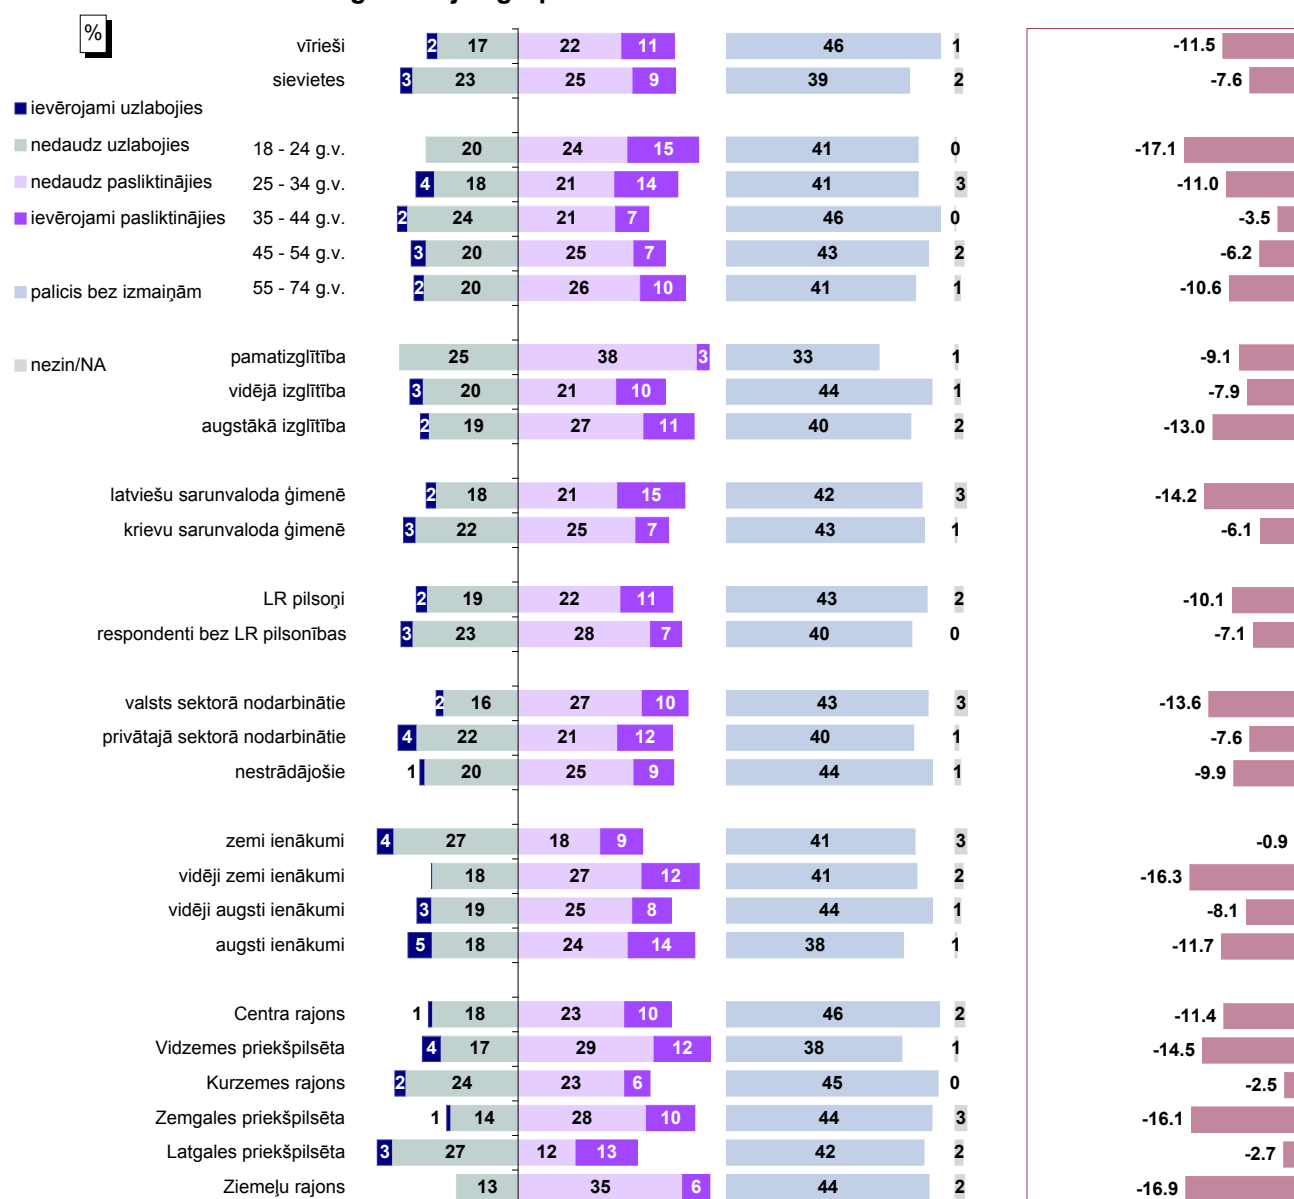 %
vīrieši 2 17 22 11 46 1 -11.5
sievietes 3 23 25 9 39 2 -7.6
ievērojami uzlabojies
nedaudz uzlabojies 18 - 24 g.v. 20 24 15 41 0 -17.1
nedaudz pasliktinājies 25 - 34 g.v. 4 18 21 14 41 3 -11.0
ievērojami pasliktinājies 35 - 44 g.v. 2 24 21 7 46 0 -3.5
45 - 54 g.v. 3 20 25 7 43 2 -6.2
palicis bez izmaiņām 55 - 74 g.v. 2 20 26 10 41 1 -10.6
nezin/NA pamatizglītība 25 38 3 33 1 -9.1
vidējā izglītība 3 20 21 10 44 1 -7.9
augstākā izglītība 2 19 27 11 40 2 -13.0
latviešu sarunvaloda ģimenē 2 18 21 15 42 3 -14.2
krievu sarunvaloda ģimenē 3 22 25 7 43 1 -6.1
LR pilsoņi 2 19 22 11 43 2 -10.1
respondenti bez LR pilsonības 3 23 28 7 40 0 -7.1
valsts sektorā nodarbinātie 2 16 27 10 43 3 -13.6
privātajā sektorā nodarbinātie 4 22 21 12 40 1 -7.6
nestrādājošie 1 20 25 9 44 1 -9.9
zemi ienākumi 4 27 18 9 41 3 -0.9
vidēji zemi ienākumi 18 27 12 41 2 -16.3
vidēji augsti ienākumi 3 19 25 8 44 1 -8.1
augsti ienākumi 5 18 24 14 38 1 -11.7
Centra rajons 1 18 23 10 46 2 -11.4
Vidzemes priekšpilsēta 4 17 29 12 38 1 -14.5
Kurzemes rajons 2 24 23 6 45 0 -2.5
Zemgales priekšpilsēta 1 14 28 10 44 3 -16.1
Latgales priekšpilsēta 3 27 12 13 42 2 -2.7
Ziemeļu rajons 13 35 6 44 2 -16.9